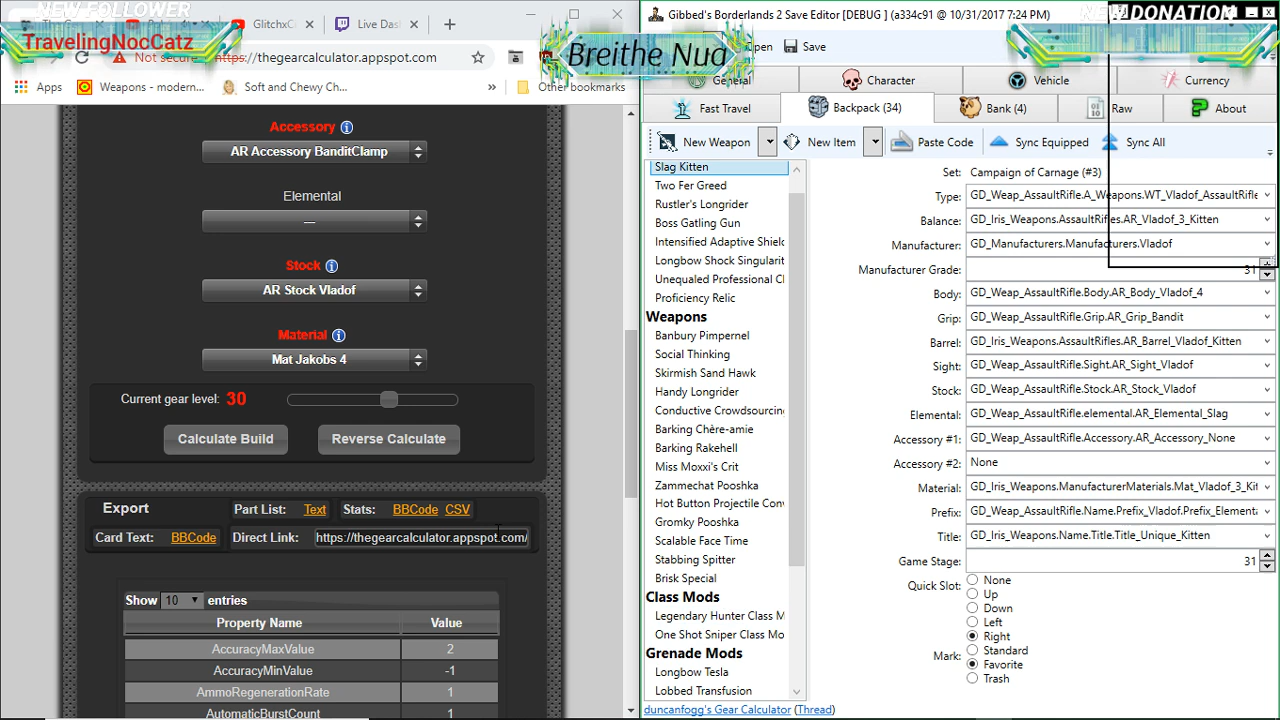 NEW FOLLOWER
TravelingNocCatz
GlitchxC
Live Das
Not secure
https://thegearcalculator.appspot.com
Breithe Nua
Apps
Weapons - modern...
Soft and Chewy Ch...
»
Other bookmarks
Accessory
AR Accessory BanditClamp
Elemental
—
Stock
AR Stock Vladof
Material
Mat Jakobs 4
Current gear level: 30
Calculate Build
Reverse Calculate
Export
Part List: Text Stats: BBCode CSV
Card Text: BBCode Direct Link: https://thegearcalculator.appspot.com/
Show 10 entries
Property Name Value
AccuracyMaxValue 2
AccuracyMinValue -1
AmmoRegenerationRate 1
AutomaticBurstCount 1
Gibbed's Borderlands 2 Save Editor [DEBUG ] (a334c91 @ 10/31/2017 7:24 PM)
NEW DONATION
Open Save
General Character Vehicle Currency
Fast Travel Backpack (34) Bank (4) Raw About
New Weapon New Item Paste Code Sync Equipped Sync All
Slag Kitten
Two Fer Greed
Rustler's Longrider
Boss Gatling Gun
Intensified Adaptive Shiel
Longbow Shock Singularit
Unequaled Professional Cl
Proficiency Relic
Weapons
Banbury Pimpernel
Social Thinking
Skirmish Sand Hawk
Handy Longrider
Conductive Crowdsourcing
Barking Chère-amie
Barking Rakehell
Miss Moxxi's Crit
Zammechat Pooshka
Hot Button Projectile Conv
Gromky Pooshka
Scalable Face Time
Stabbing Spitter
Brisk Special
Class Mods
Legendary Hunter Class M
One Shot Sniper Class Mo
Grenade Mods
Longbow Tesla
Lobbed Transfusion
duncanfogg's Gear Calculator (Thread)
Set: Campaign of Carnage (#3)
Type: GD_Weap_AssaultRifle.A_Weapons.WT_Vladof_AssaultRifle
Balance: GD_Iris_Weapons.AssaultRifles.AR_Vladof_3_Kitten
Manufacturer: GD_Manufacturers.Manufacturers.Vladof
Manufacturer Grade: 31
Body: GD_Weap_AssaultRifle.Body.AR_Body_Vladof_4
Grip: GD_Weap_AssaultRifle.Grip.AR_Grip_Bandit
Barrel: GD_Iris_Weapons.AssaultRifles.AR_Barrel_Vladof_Kitten
Sight: GD_Weap_AssaultRifle.Sight.AR_Sight_Vladof
Stock: GD_Weap_AssaultRifle.Stock.AR_Stock_Vladof
Elemental: GD_Weap_AssaultRifle.elemental.AR_Elemental_Slag
Accessory #1: GD_Weap_AssaultRifle.Accessory.AR_Accessory_None
Accessory #2: None
Material: GD_Iris_Weapons.ManufacturerMaterials.Mat_Vladof_3_Kit
Prefix: GD_Weap_AssaultRifle.Name.Prefix_Vladof.Prefix_Elementa
Title: GD_Iris_Weapons.Name.Title.Title_Unique_Kitten
Game Stage: 31
Quick Slot: None
Up
Down
Left
Right
Mark: Standard
Favorite
Trash